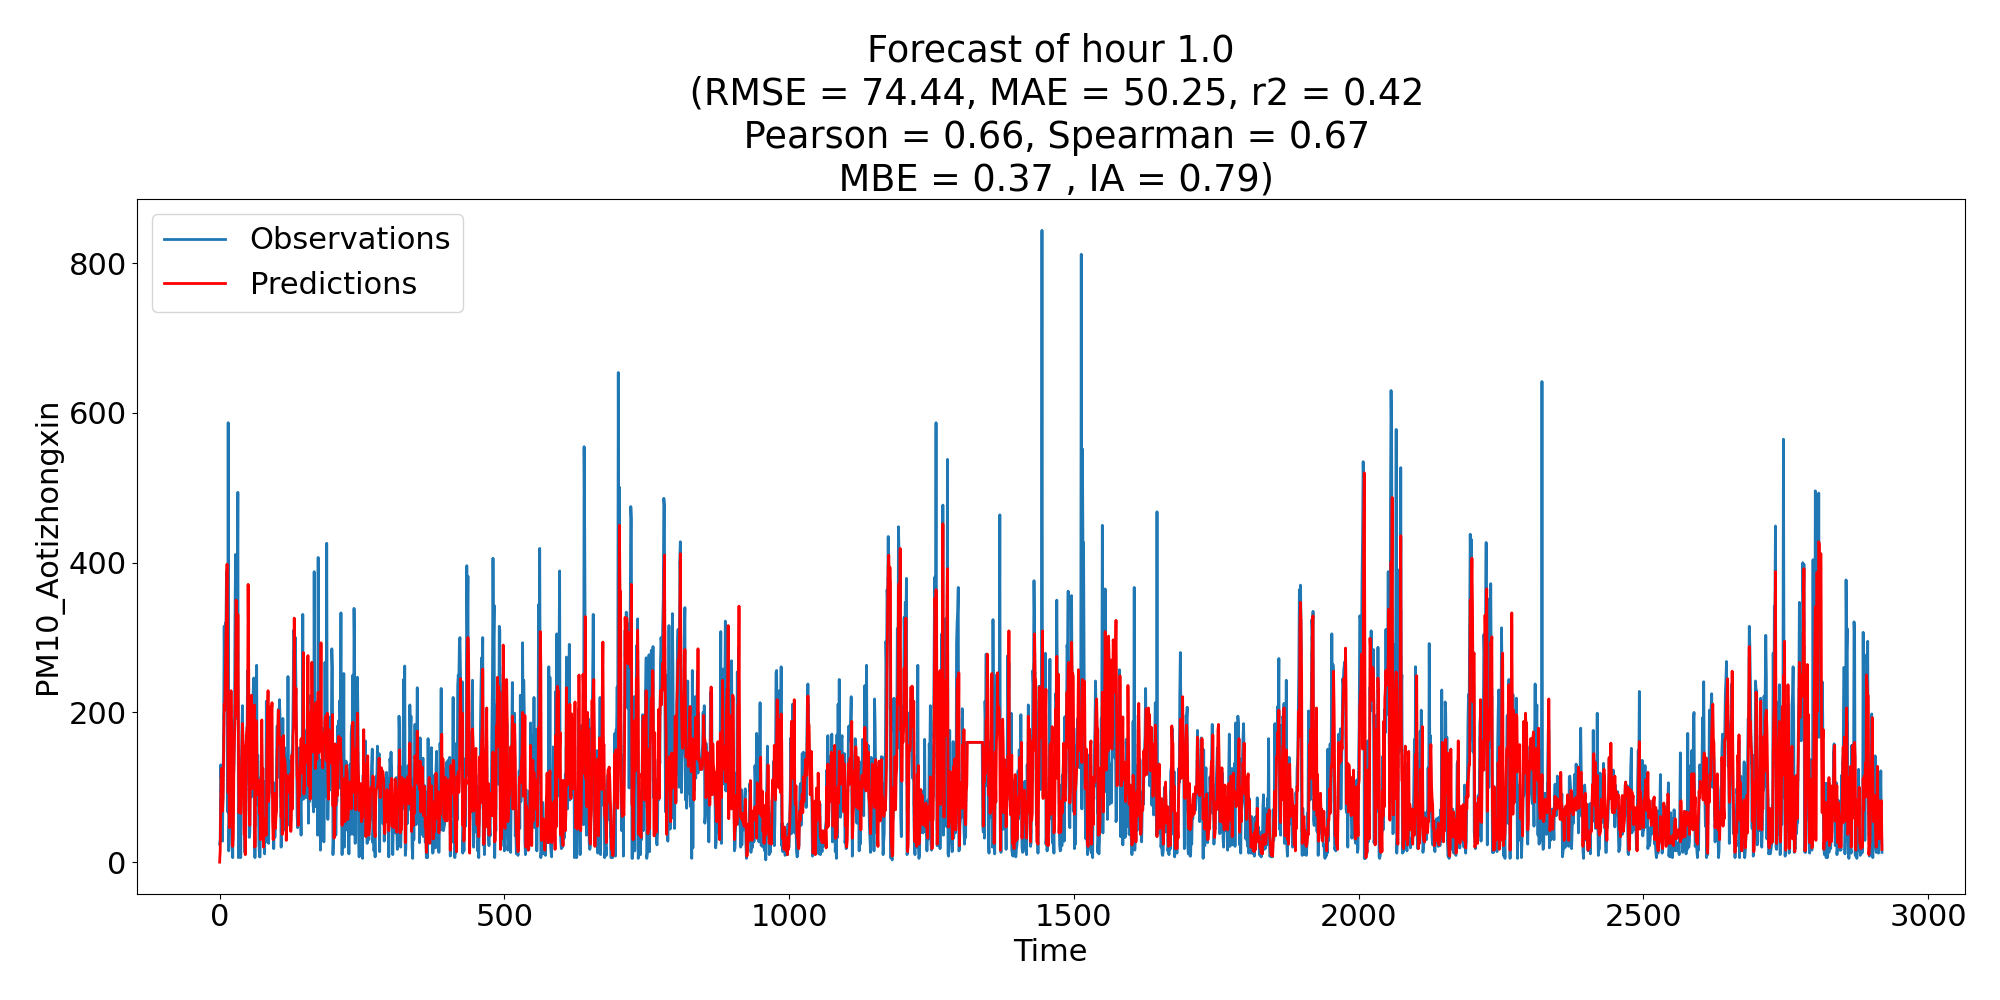 Forecast of hour 1.0
(RMSE = 74.44, MAE = 50.25, r2 = 0.42
Pearson = 0.66, Spearman = 0.67
MBE = 0.37 , IA = 0.79)
Observations
Predictions
PM10_Aotizhongxin
800
600
400
200
0
0 500 1000 1500 2000 2500 3000
Time